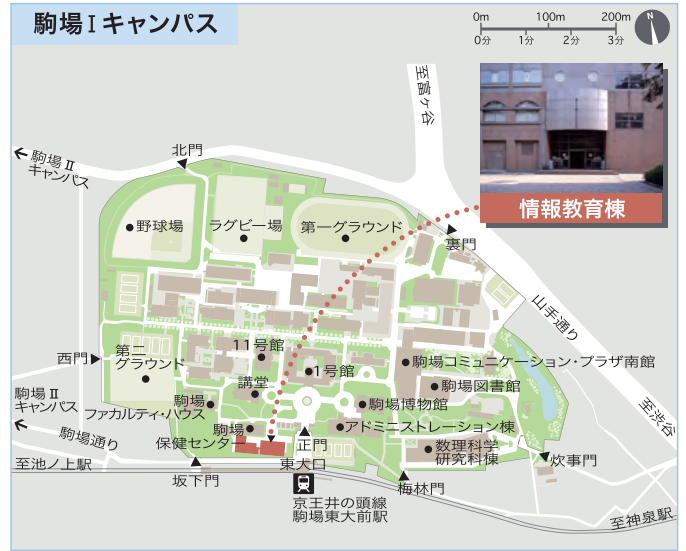 駒場Ⅰキャンパス
0m 100m 200m
0分 1分 2分 3分
N
至富ヶ谷
情報教育棟
北門
駒場Ⅱ
キャンパス
野球場
ラグビー場
第一グラウンド
裏門
山手通り
西門
第二
グラウンド
11号館
1号館
講堂
駒場コミュニケーション・プラザ南館
駒場図書館
駒場博物館
アドミニストレーション棟
数理科学
研究科棟
駒場Ⅱ
キャンパス
駒場
ファカルティ・ハウス
駒場
保健センター
駒場通り
至池ノ上駅
坂下門
正門
東大口
京王井の頭線
駒場東大前駅
梅林門
炊事門
至渋谷
至神泉駅